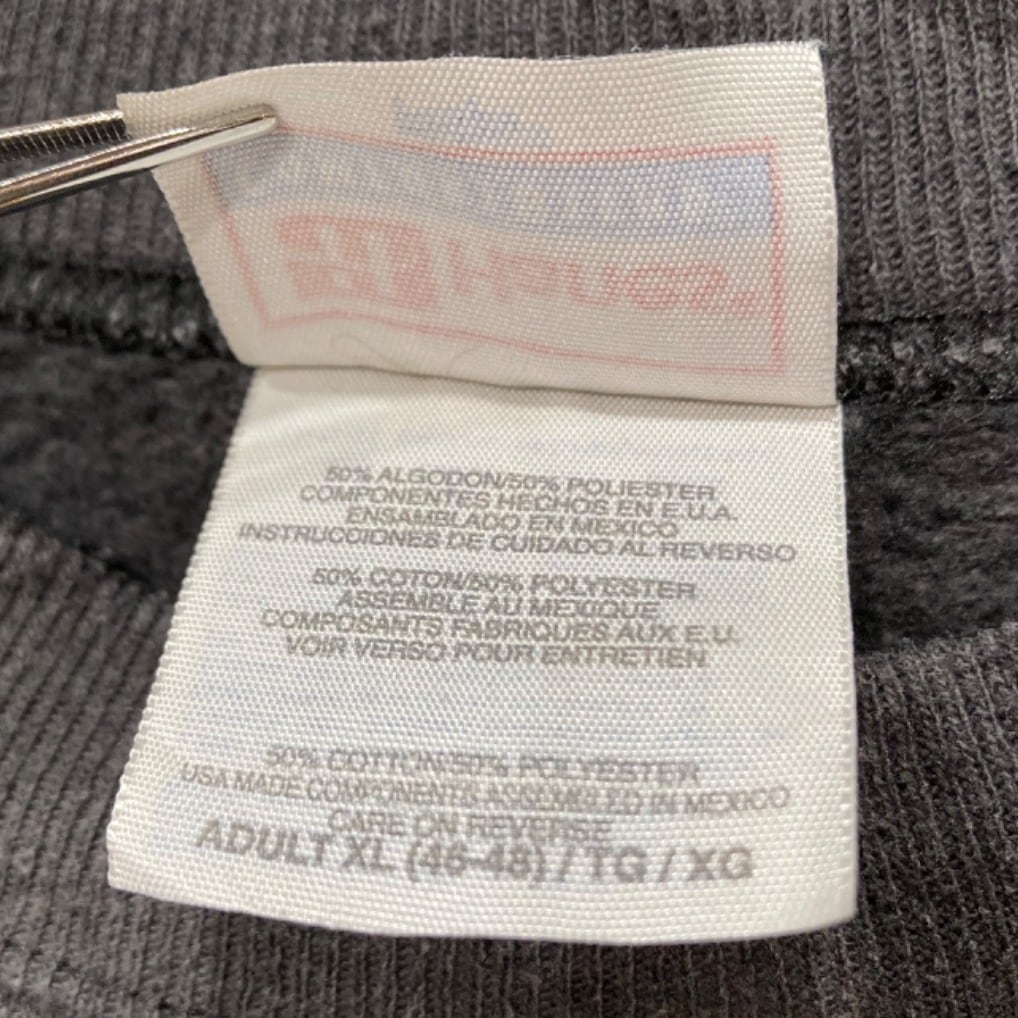 50% ALGODON/50% POLIESTER
COMPONENTES HECHOS EN E.U.A.
ENSAMBLADO EN MEXICO
INSTRUCCIONES DE CUIDADO AL REVERSO
50% COTON/50% POLYESTER
ASSEMBLE AU MEXIQUE
COMPOSANTS FABRIQUES AUX E.U.
VOIR VERSO POUR ENTRETIEN
50% COTTON/50% POLYESTER
USA MADE COMPONENTS ASSEMBLED IN MEXICO
CARE ON REVERSE
ADULT XL (46-48) / TG / XG